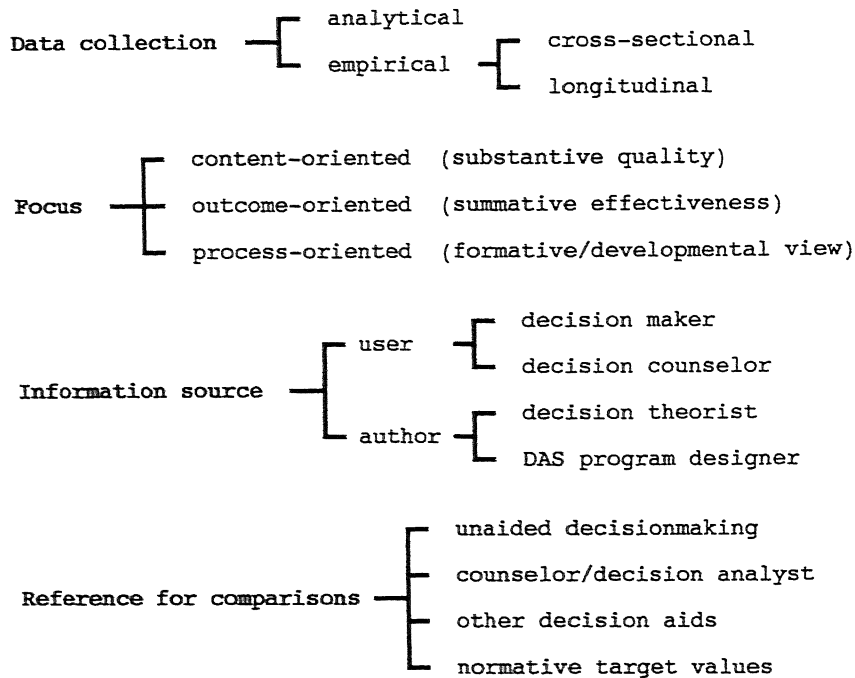 analytical
Data collection
empirical
cross-sectional
longitudinal
content-oriented (substantive quality)
Focus
outcome-oriented (summative effectiveness)
process-oriented (formative/developmental view)
decision maker
user
decision counselor
Information source
decision theorist
author
DAS program designer
unaided decisionmaking
counselor/decision analyst
Reference for comparisons
other decision aids
normative target values